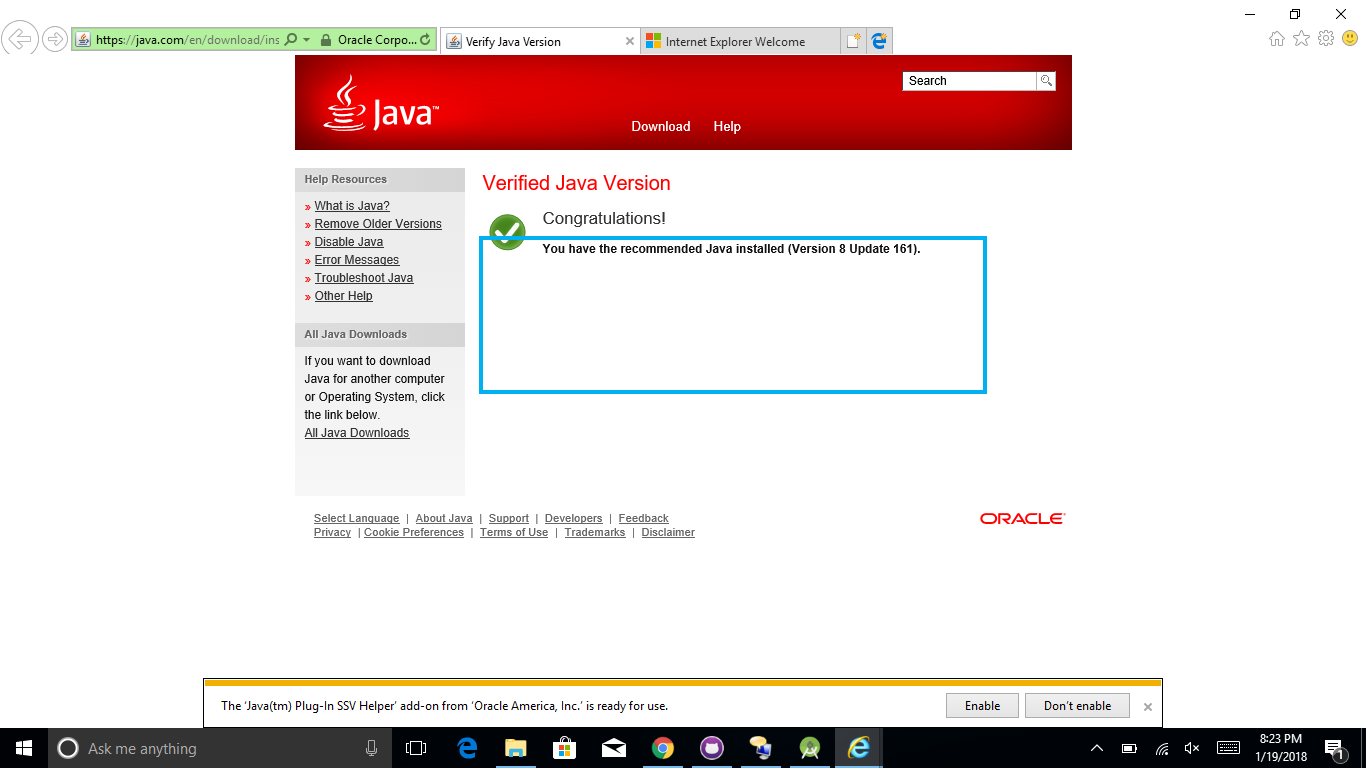 https://java.com/en/download/ins
Oracle Corpo...
Verify Java Version
Internet Explorer Welcome
Java™
Search
Download Help
Help Resources
» What is Java?
» Remove Older Versions
» Disable Java
» Error Messages
» Troubleshoot Java
» Other Help
All Java Downloads
If you want to download
Java for another computer
or Operating System, click
the link below.
All Java Downloads
Verified Java Version
Congratulations!
You have the recommended Java installed (Version 8 Update 161).
Select Language | About Java | Support | Developers | Feedback
Privacy | Cookie Preferences | Terms of Use | Trademarks | Disclaimer
ORACLE
The 'Java(tm) Plug-In SSV Helper' add-on from 'Oracle America, Inc.' is ready for use.
Enable
Don't enable
Ask me anything
8:23 PM
1/19/2018
1